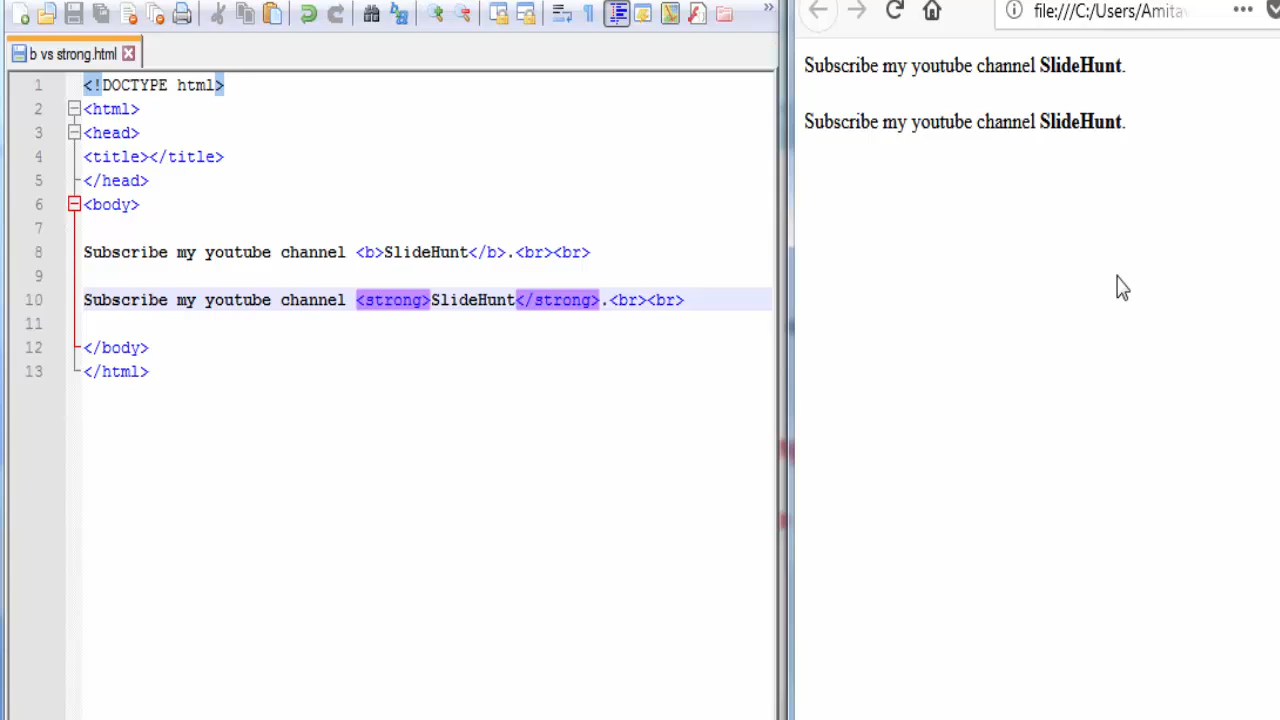 b vs strong.html
file:///C:/Users/Amitav
1 <!DOCTYPE html>
2 <html>
3 <head>
4 <title></title>
5 </head>
6 <body>
7
8 Subscribe my youtube channel <b>SlideHunt</b>.<br><br>
9
10 Subscribe my youtube channel <strong>SlideHunt</strong>.<br><br>
11
12 </body>
13 </html>
Subscribe my youtube channel SlideHunt.
Subscribe my youtube channel SlideHunt.